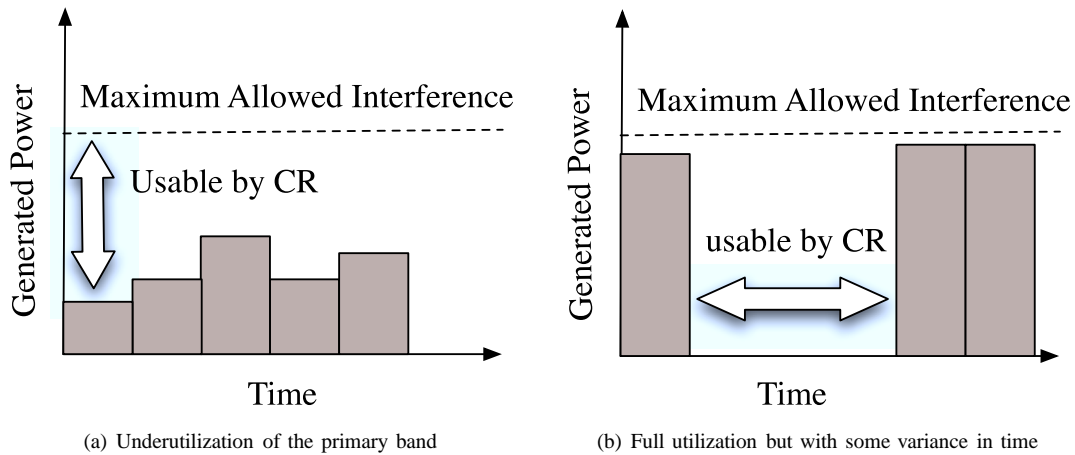 Generated Power
Maximum Allowed Interference
Usable by CR
Time
(a) Underutilization of the primary band
Generated Power
Maximum Allowed Interference
usable by CR
Time
(b) Full utilization but with some variance in time